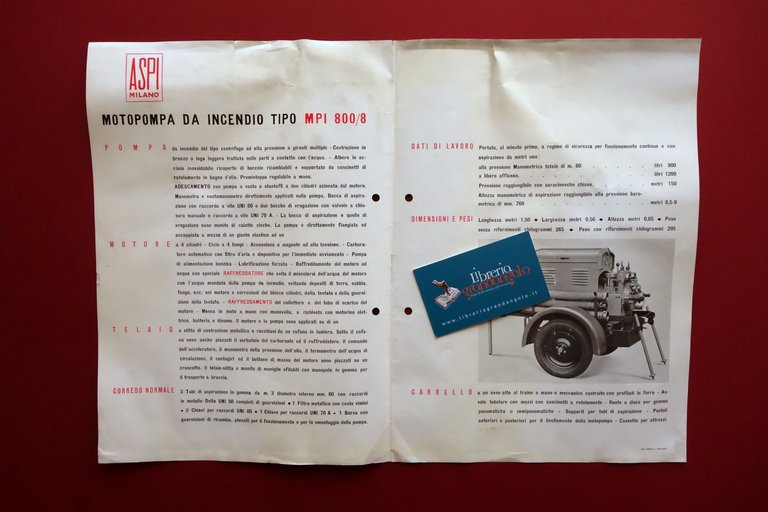 ASPI
MILANO
MOTOPOMPA DA INCENDIO TIPO MPI 800/8
POMPA da incendio del tipo centrifugo ad alta pressione a giranti multiple - Costruzione in
bronzo o lega leggera trattata nelle parti a contatto con l'acqua. - Albero in ac-
ciaio inossidabile ricoperto di boccole ricambiabili e supportato da cuscinetti di
rotolamento in bagno d'olio. Premistoppa regolabile a mano.
ADESCAMENTO con pompa a vuoto a stantuffi a due cilindri azionata dal motore.
Manometro e vuotomanometro direttamente applicati nella pompa. Bocca di aspira-
zione con raccordo a vite UNI 80 e due bocche di erogazione con valvole a chiu-
sura manuale e raccordo a vite UNI 70 A. - La bocca di aspirazione e quelle di
erogazione sono munite di calotte cieche. La pompa è direttamente flangiata ed
accoppiata a mezzo di un giunto elastico ad un
MOTORE a 4 cilindri - Ciclo a 4 tempi - Accensione a magnete ad alta tensione. - Carbura-
tore automatico con filtro d'aria e dispositivo per l'immediato avviamento - Pompa di
alimentazione benzina - Lubrificazione forzata. - Raffreddamento del motore ad
acqua con speciale RAFFREDDATORE che evita il miscelarsi dell'acqua del motore
con l'acqua mandata dalla pompa da incendio, evitando depositi di terra, sabbia,
fango, ecc. nel motore e corrosioni del blocco cilindri, della testata e della guarni-
zione della testata. - RAFFREDDAMENTO del collettore e del tubo di scarico del
motore - Messa in moto a mano con manovella, a richiesta con motorino elet-
trico, batteria e dinamo. Il motore e la pompa sono applicati su di un
TELAIO a slitta di costruzione metallica e racchiusi da un cofano in lamiera. Sotto il cofa-
no sono anche piazzati il serbatoio del carburante ed il raffreddatore. Il comando
dell'acceleratore, il manometro della pressione dell'olio, il termometro dell'acqua di
circolazione, il contagiri ed il bottone di massa del motore sono piazzati su un
cruscotto. Il telaio-slitta è munito di maniglie sfilabili con manopole in gomma per
il trasporto a braccia.
CORREDO NORMALE 3 Tubi di aspirazione in gomma da m. 3 diametro interno mm. 80 con raccordi
in metallo Delta UNI 80 completi di guarnizioni • 1 Filtro metallico con cesto vimini
• 2 Chiavi per raccordi UNI 80 • 1 Chiave per raccordi UNI 70 A • 1 Borsa con
guarnizioni di ricambio, utensili per il funzionamento e per la smontaggio della pompa.
DATI DI LAVORO Portata, al minuto primo, a regime di sicurezza per funzionamento continuo e con
aspirazione da metri uno:
alla pressione Manometrica totale di m. 80 . . . . . . . litri 900
a libero afflusso . . . . . . . litri 1200
Pressione raggiungibile con saracinesche chiuse . . . . . . . metri 150
Altezza manometrica di aspirazione raggiungibile alla pressione baro-
metrica di mm. 760 . . . . . . . metri 8,5-9
DIMENSIONI E PESI Lunghezza metri 1,50 • Larghezza metri 0,56 • Altezza metri 0,85 • Peso
senza rifornimenti chilogrammi 265 • Peso con rifornimenti chilogrammi 295
Libreria
grandangolo
www.libreriagrandangolo.it
CARRELLO a un asse atto al traino a mano o meccanico costruito con profilati in ferro - As-
sale tubolare con mozzi con cuscinetti a rotolamento - Ruote a disco per gomme
pneumatiche o semipneumatiche - Supporti per tubi di aspirazione - Puntali
anteriori e posteriori per il livellamento della motopompa - Cassetto per attrezzi.